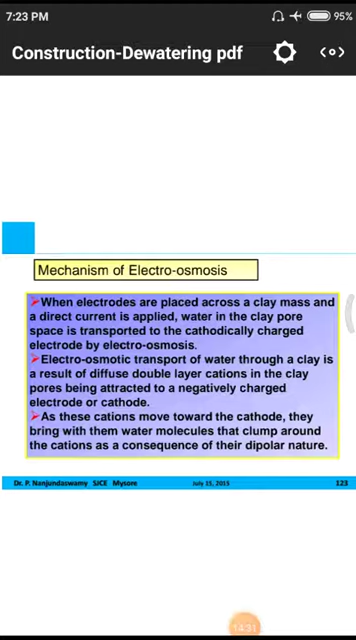 7:23 PM
95%
Construction-Dewatering pdf
Mechanism of Electro-osmosis
When electrodes are placed across a clay mass and
a direct current is applied, water in the clay pore
space is transported to the cathodically charged
electrode by electro-osmosis.
Electro-osmotic transport of water through a clay is
a result of diffuse double layer cations in the clay
pores being attracted to a negatively charged
electrode or cathode.
As these cations move toward the cathode, they
bring with them water molecules that clump around
the cations as a consequence of their dipolar nature.
Dr. P. Nanjundaswamy SJCE Mysore July 15, 2015 123
14:31